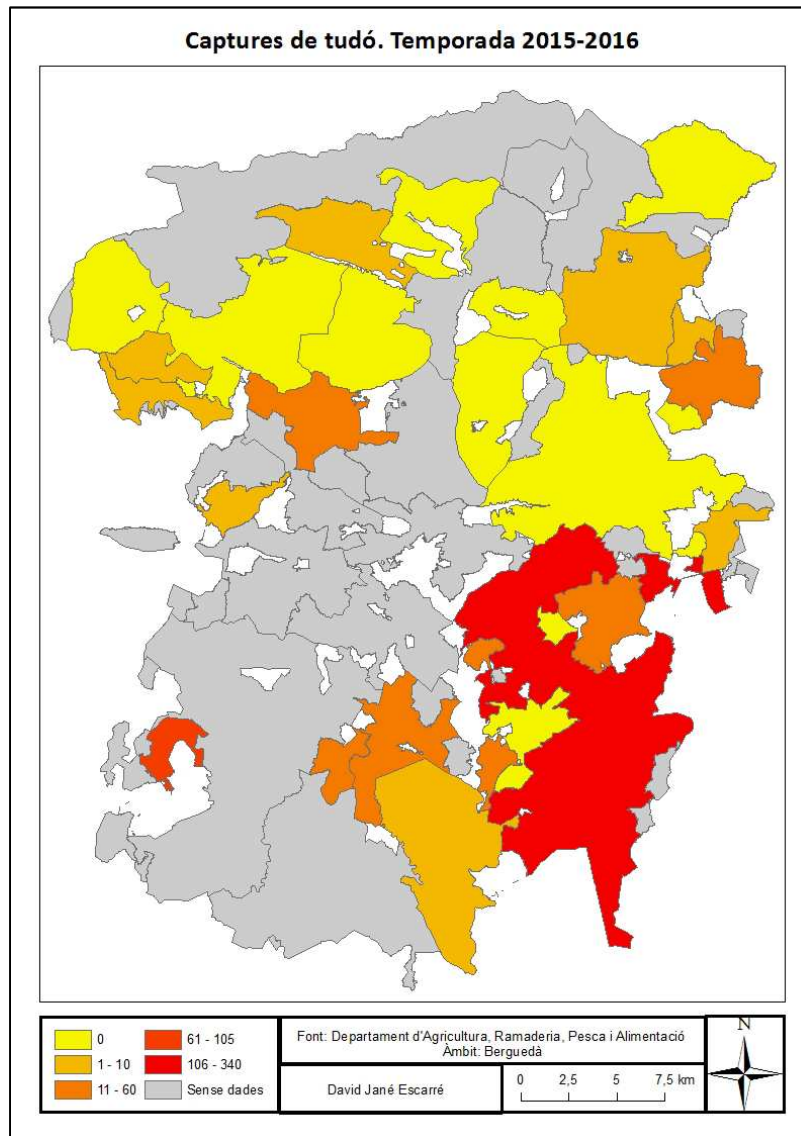 Captures de tudó. Temporada 2015-2016
0
1 - 10
11 - 60
61 - 105
106 - 340
Sense dades
Font: Departament d'Agricultura, Ramaderia, Pesca i Alimentació
Àmbit: Berguedà
David Jané Escarré
0 2,5 5 7,5 km
N